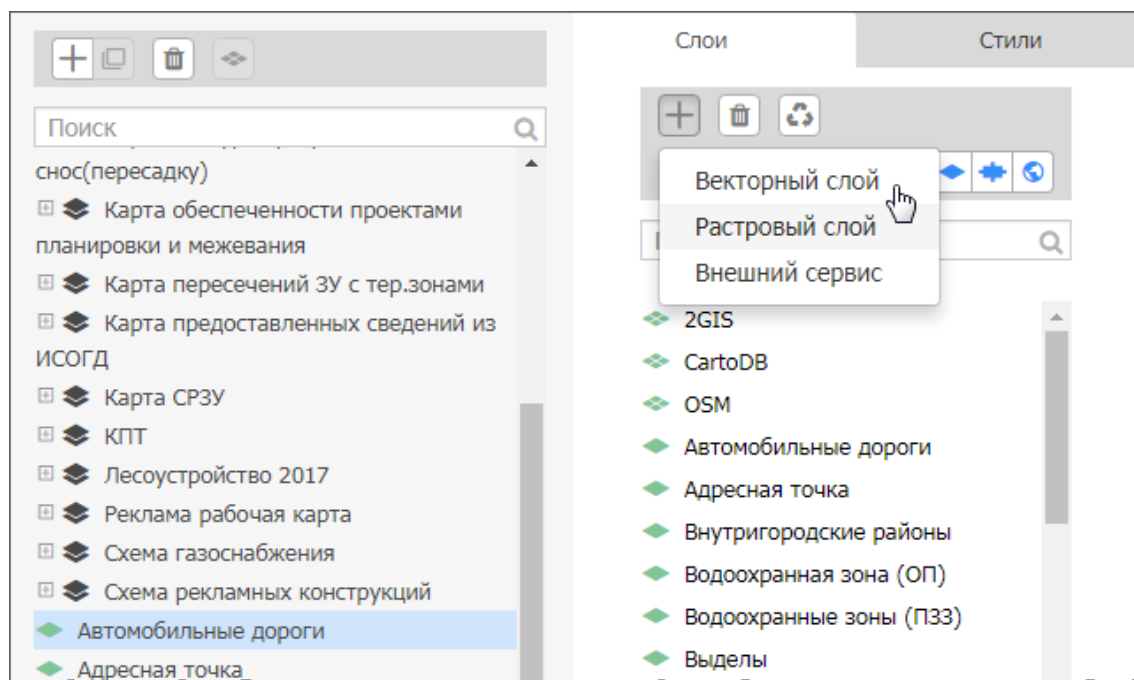 Слои
Стили
Поиск
снос(пересадку)
Карта обеспеченности проектами
планировки и межевания
Карта пересечений ЗУ с тер.зонами
Карта предоставленных сведений из
ИСОГД
Карта СРЗУ
КПТ
Лесоустройство 2017
Реклама рабочая карта
Схема газоснабжения
Схема рекламных конструкций
Автомобильные дороги
Адресная точка
Векторный слой
Растровый слой
Внешний сервис
2GIS
CartoDB
OSM
Автомобильные дороги
Адресная точка
Внутригородские районы
Водоохранная зона (ОП)
Водоохранные зоны (ПЗЗ)
Выделы